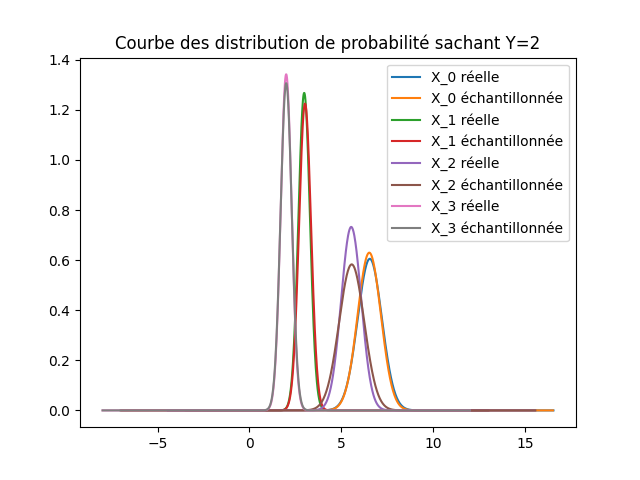 Courbe des distribution de probabilité sachant Y=2
1.4
1.2
1.0
0.8
0.6
0.4
0.2
0.0
−5 0 5 10 15
X_0 réelle
X_0 échantillonnée
X_1 réelle
X_1 échantillonnée
X_2 réelle
X_2 échantillonnée
X_3 réelle
X_3 échantillonnée